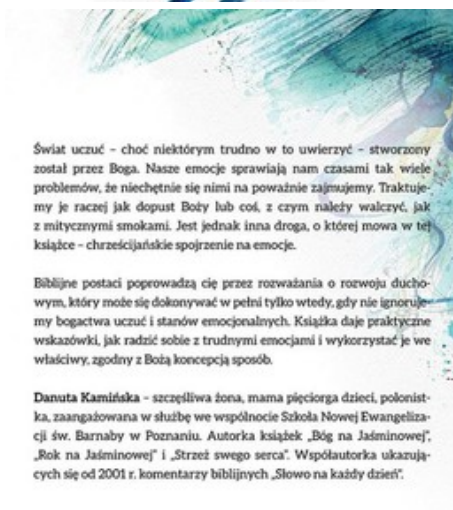 Świat uczuć – choć niektórym trudno w to uwierzyć – stworzony
został przez Boga. Nasze emocje sprawiają nam czasami tak wiele
problemów, że niechętnie się nimi na poważnie zajmujemy. Traktuje-
my je raczej jak dopust Boży lub coś, z czym należy walczyć, jak
z mitycznymi smokami. Jest jednak inna droga, o której mowa w tej
książce – chrześcijańskie spojrzenie na emocje.
Biblijne postaci poprowadzą cię przez rozważania o rozwoju ducho-
wym, który może się dokonywać w pełni tylko wtedy, gdy nie ignoruje-
my bogactwa uczuć i stanów emocjonalnych. Książka daje praktyczne
wskazówki, jak radzić sobie z trudnymi emocjami i wykorzystać je we
właściwy, zgodny z Bożą koncepcją sposób.
Danuta Kamińska – szczęśliwa żona, mama pięciorga dzieci, polonist-
ka, zaangażowana w służbę we wspólnocie Szkoła Nowej Ewangeliza-
cji św. Barnaby w Poznaniu. Autorka książek „Bóg na Jaśminowej”,
„Rok na Jaśminowej” i „Strzeż swego serca”. Współautorka ukazują-
cych się od 2001 r. komentarzy biblijnych „Słowo na każdy dzień”.